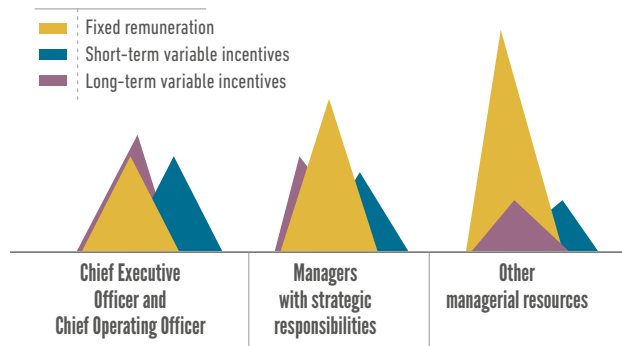 Fixed remuneration
Short-term variable incentives
Long-term variable incentives
Chief Executive
Officer and
Chief Operating Officer
Managers
with strategic
responsibilities
Other
managerial resources